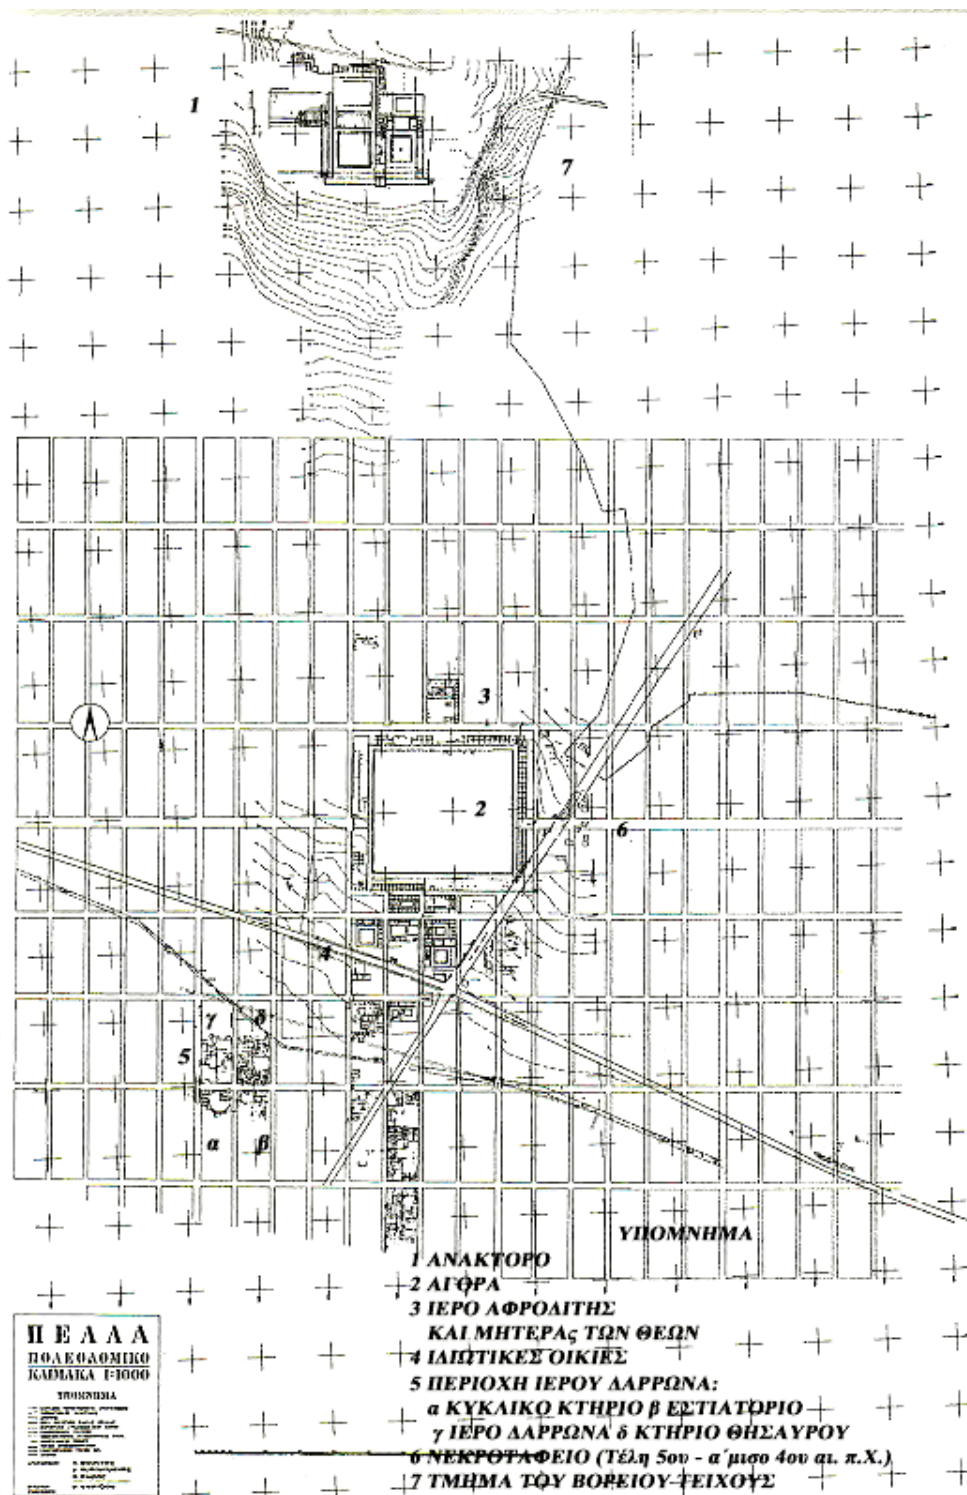 1
7
3
2
6
4
γ δ
5
α β
ΥΠΟΜΝΗΜΑ
1 ΑΝΑΚΤΟΡΟ
2 ΑΓΟΡΑ
3 ΙΕΡΟ ΑΦΡΟΔΙΤΗΣ
ΚΑΙ ΜΗΤΕΡΑς ΤΩΝ ΘΕΩΝ
4 ΙΔΙΩΤΙΚΕΣ ΟΙΚΙΕΣ
5 ΠΕΡΙΟΧΗ ΙΕΡΟΥ ΔΑΡΡΩΝΑ:
α ΚΥΚΛΙΚΟ ΚΤΗΡΙΟ β ΕΣΤΙΑΤΟΡΙΟ
γ ΙΕΡΟ ΔΑΡΡΩΝΑ δ ΚΤΗΡΙΟ ΘΗΣΑΥΡΟΥ
6 ΝΕΚΡΟΤΑΦΕΙΟ (Τέλη 5ου - α΄μισο 4ου αι. π.Χ.)
7 ΤΜΗΜΑ ΤΟΥ ΒΟΡΕΙΟΥ ΤΕΙΧΟΥΣ
ΠΕΛΛΑ
ΠΟΛΕΟΔΟΜΙΚΟ
ΚΛΙΜΑΚΑ 1:1000
ΥΠΟΜΝΗΜΑ